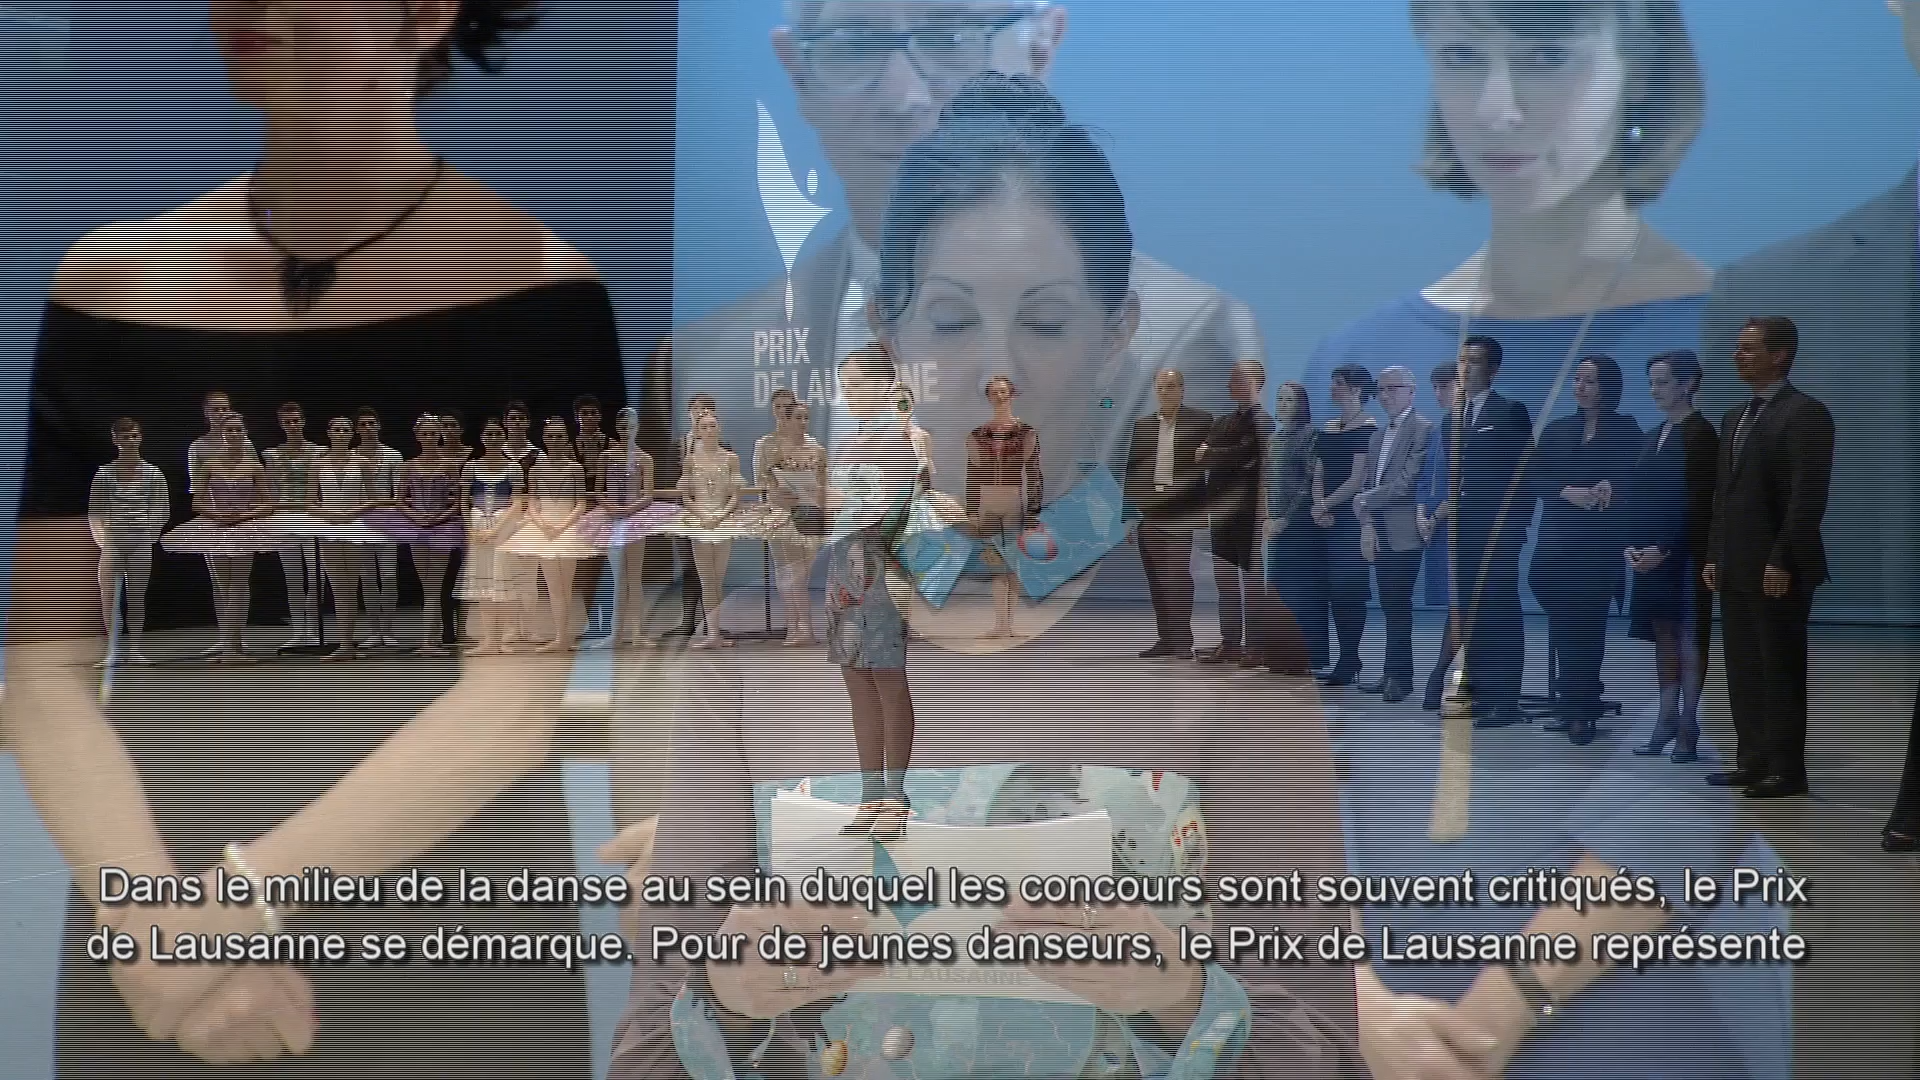 PRIX
DE LAUSANNE
Dans le milieu de la danse au sein duquel les concours sont souvent critiqués, le Prix
de Lausanne se démarque. Pour de jeunes danseurs, le Prix de Lausanne représente
LAUSANNE